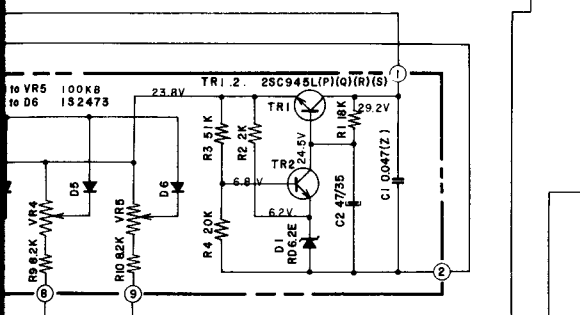 1
TR1.2. 2SC945L(P)(Q)(R)(S)
to VR5 100KB
to D6 1S2473
23.8V
TR1
29.2V
R1 18K
R3 51K
R2 2K
24.5V
C1 0.047(Z)
TR2
D5
D6
6.8V
VR4
VR5
6.2V
C2 47/35
R4 20K
D1
RD6.2E
R9 8.2K
R10 8.2K
2
8
9